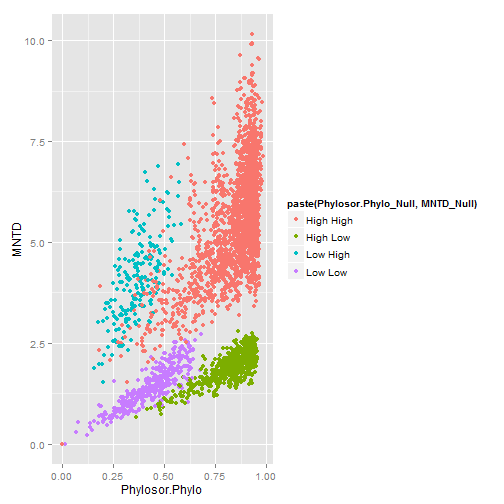 10.0
7.5
5.0
2.5
0.0
MNTD
0.00 0.25 0.50 0.75 1.00
Phylosor.Phylo
paste(Phylosor.Phylo_Null, MNTD_Null)
High High
High Low
Low High
Low Low